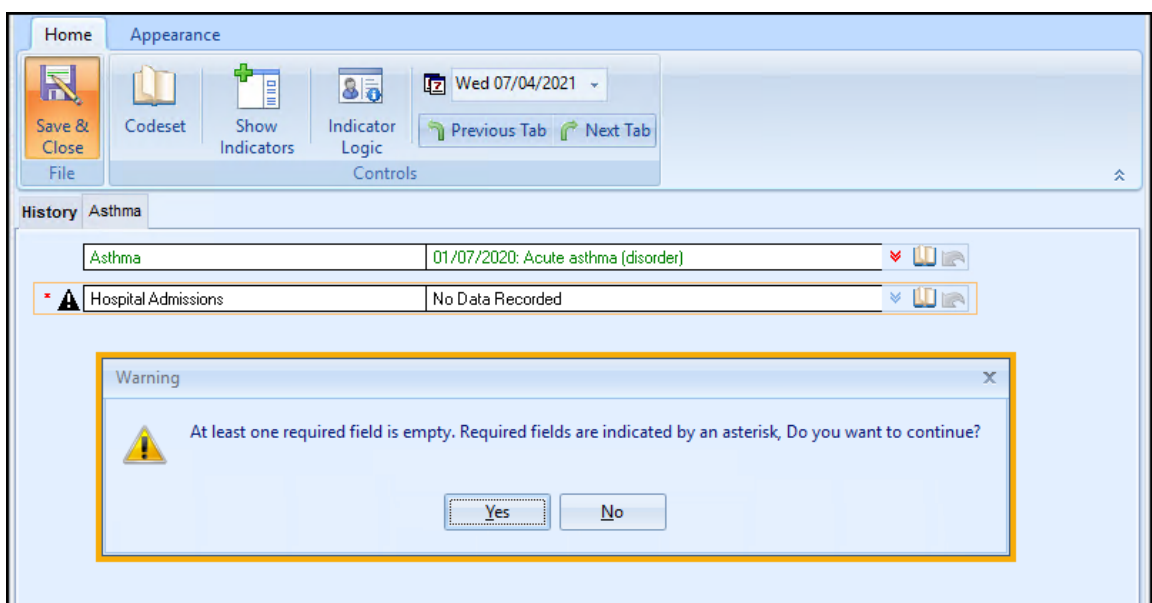 Home Appearance
Save & Close
Codeset
Show Indicators
Indicator Logic
7 Wed 07/04/2021
Previous Tab Next Tab
File Controls
History Asthma
Asthma 01/07/2020: Acute asthma (disorder)
* Hospital Admissions No Data Recorded
Warning x
At least one required field is empty. Required fields are indicated by an asterisk, Do you want to continue?
Yes No